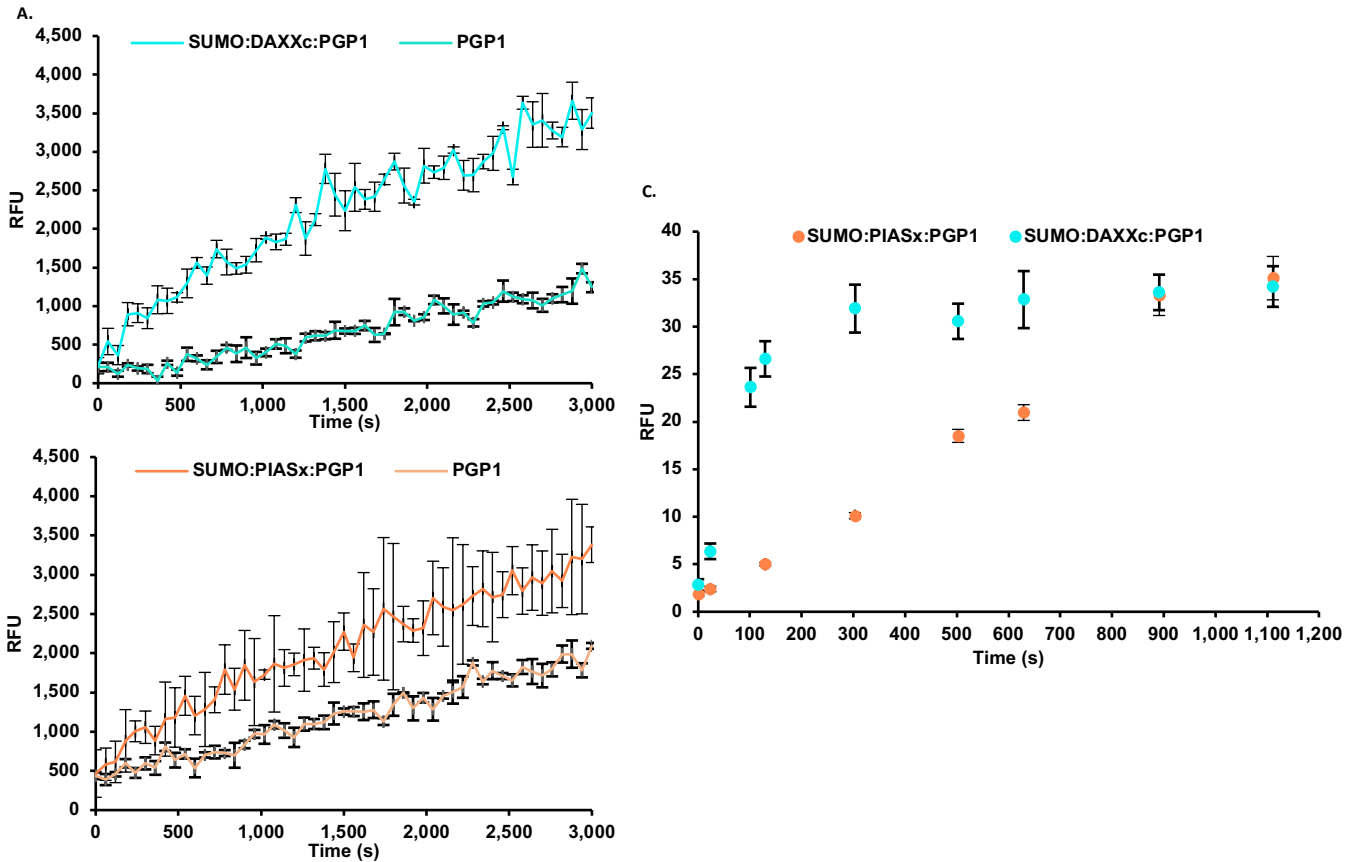 A.
SUMO:DAXXc:PGP1 PGP1
4,500
4,500
4,000
3,500
3,000
2,500
2,000
1,500
1,000
500
0
RFU
0 500 1,000 1,500 2,000 2,500 3,000
Time (s)
SUMO:PIASx:PGP1 PGP1
4,500
4,000
3,500
3,000
2,500
2,000
1,500
1,000
500
0
RFU
0 500 1,000 1,500 2,000 2,500 3,000
Time (s)
C.
SUMO:PIASx:PGP1 SUMO:DAXXc:PGP1
40
35
30
25
20
15
10
5
0
RFU
0 100 200 300 400 500 600 700 800 900 1,000 1,100 1,200
Time (s)